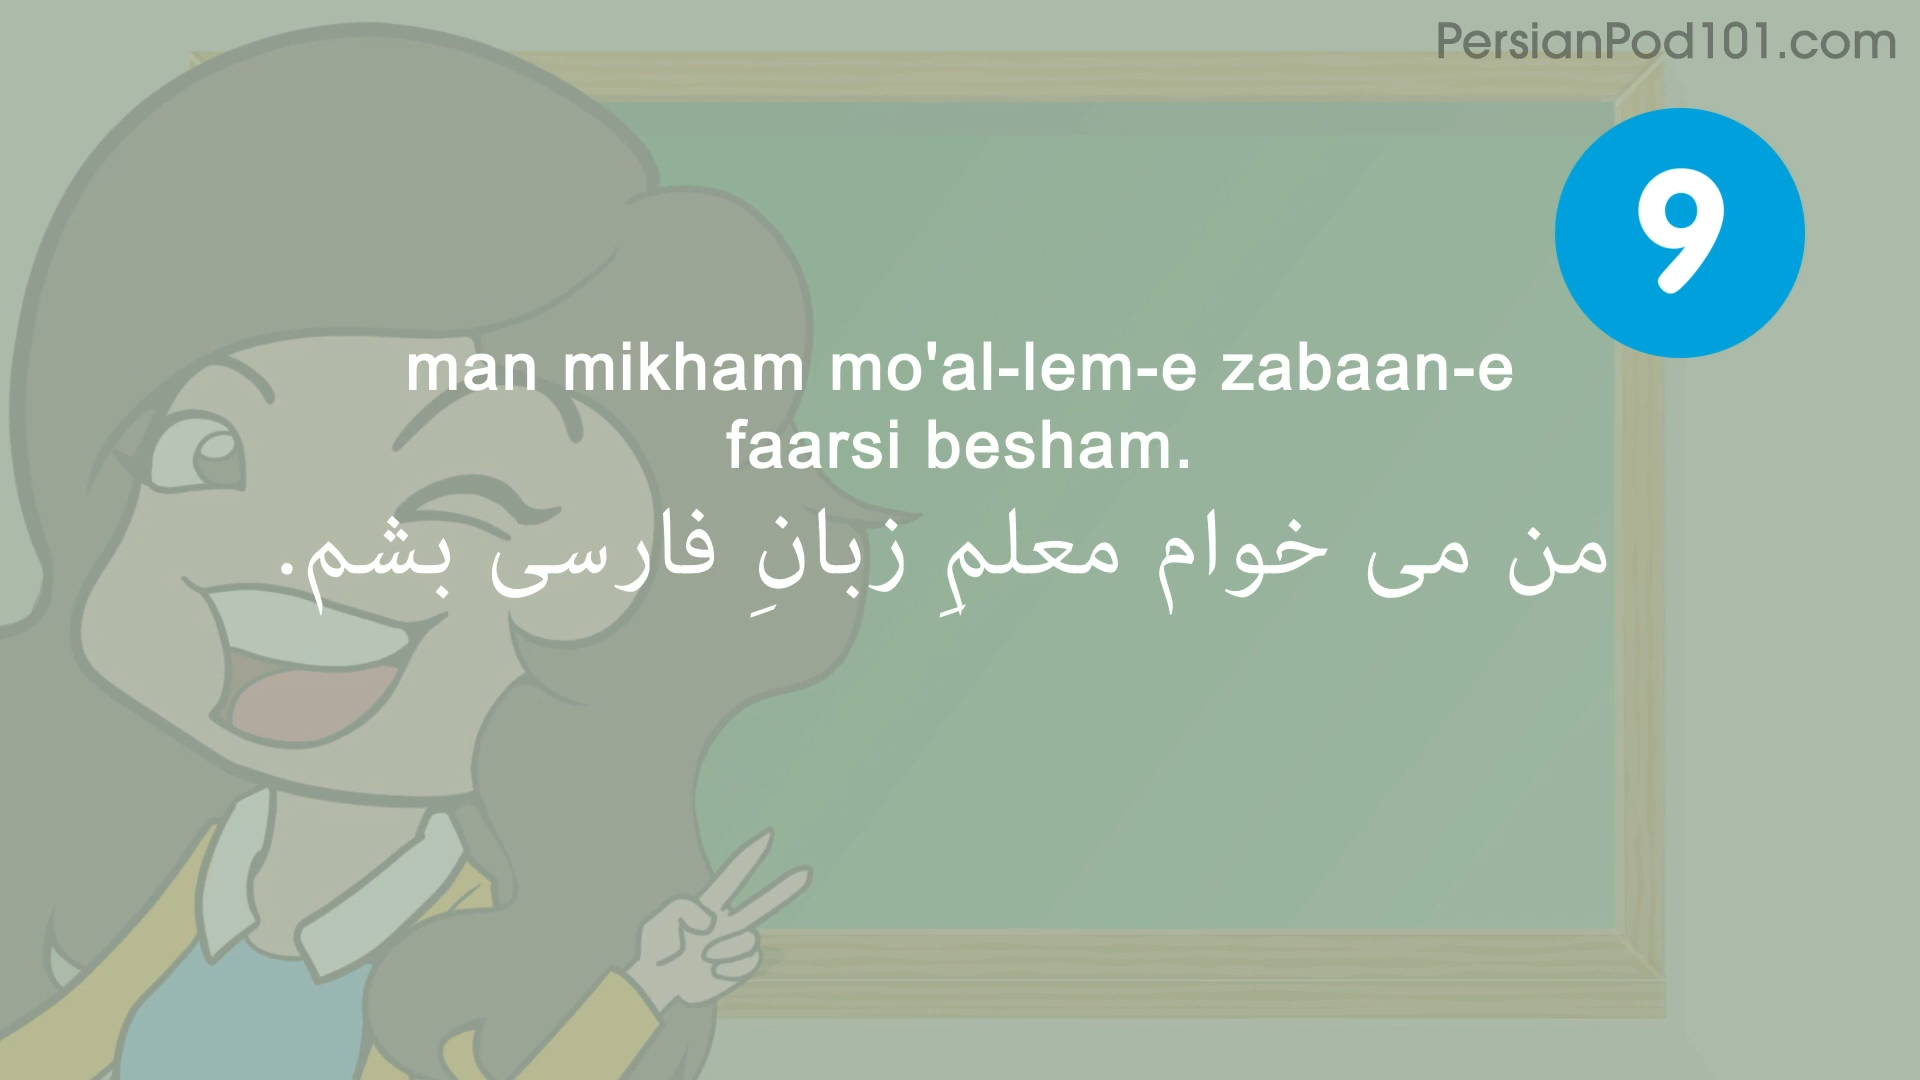 PersianPod101.com
9
man mikham mo'al-lem-e zabaan-e
faarsi besham.
من می خوام معلمِ زبانِ فارسی بشم.